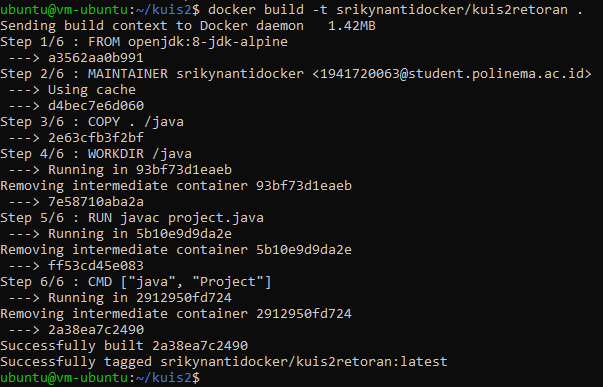 ubuntu@vm-ubuntu:~/kuis2$ docker build -t srikynantidocker/kuis2retoran .
Sending build context to Docker daemon   1.42MB
Step 1/6 : FROM openjdk:8-jdk-alpine
 ---> a3562aa0b991
Step 2/6 : MAINTAINER srikynantidocker <1941720063@student.polinema.ac.id>
 ---> Using cache
 ---> d4bec7e6d060
Step 3/6 : COPY . /java
 ---> 2e63cfb3f2bf
Step 4/6 : WORKDIR /java
 ---> Running in 93bf73d1eaeb
Removing intermediate container 93bf73d1eaeb
 ---> 7e58710aba2a
Step 5/6 : RUN javac project.java
 ---> Running in 5b10e9d9da2e
Removing intermediate container 5b10e9d9da2e
 ---> ff53cd45e083
Step 6/6 : CMD ["java", "Project"]
 ---> Running in 2912950fd724
Removing intermediate container 2912950fd724
 ---> 2a38ea7c2490
Successfully built 2a38ea7c2490
Successfully tagged srikynantidocker/kuis2retoran:latest
ubuntu@vm-ubuntu:~/kuis2$